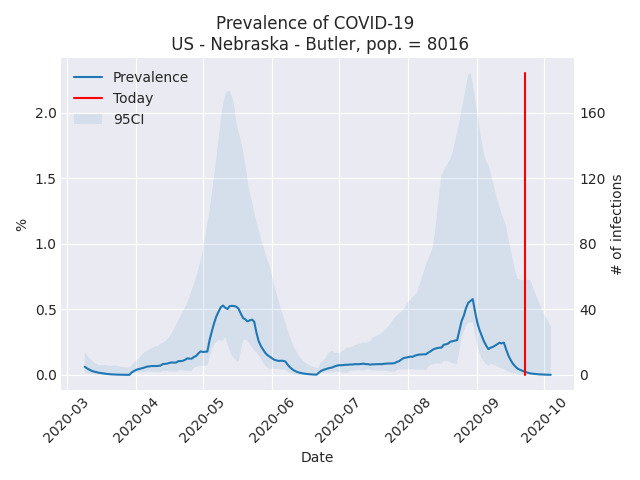 Prevalence of COVID-19
US - Nebraska - Butler, pop. = 8016
Prevalence
Today
95CI
%
2.0
1.5
1.0
0.5
0.0
# of infections
160
120
80
40
0
2020-03
2020-04
2020-05
2020-06
2020-07
2020-08
2020-09
2020-10
Date